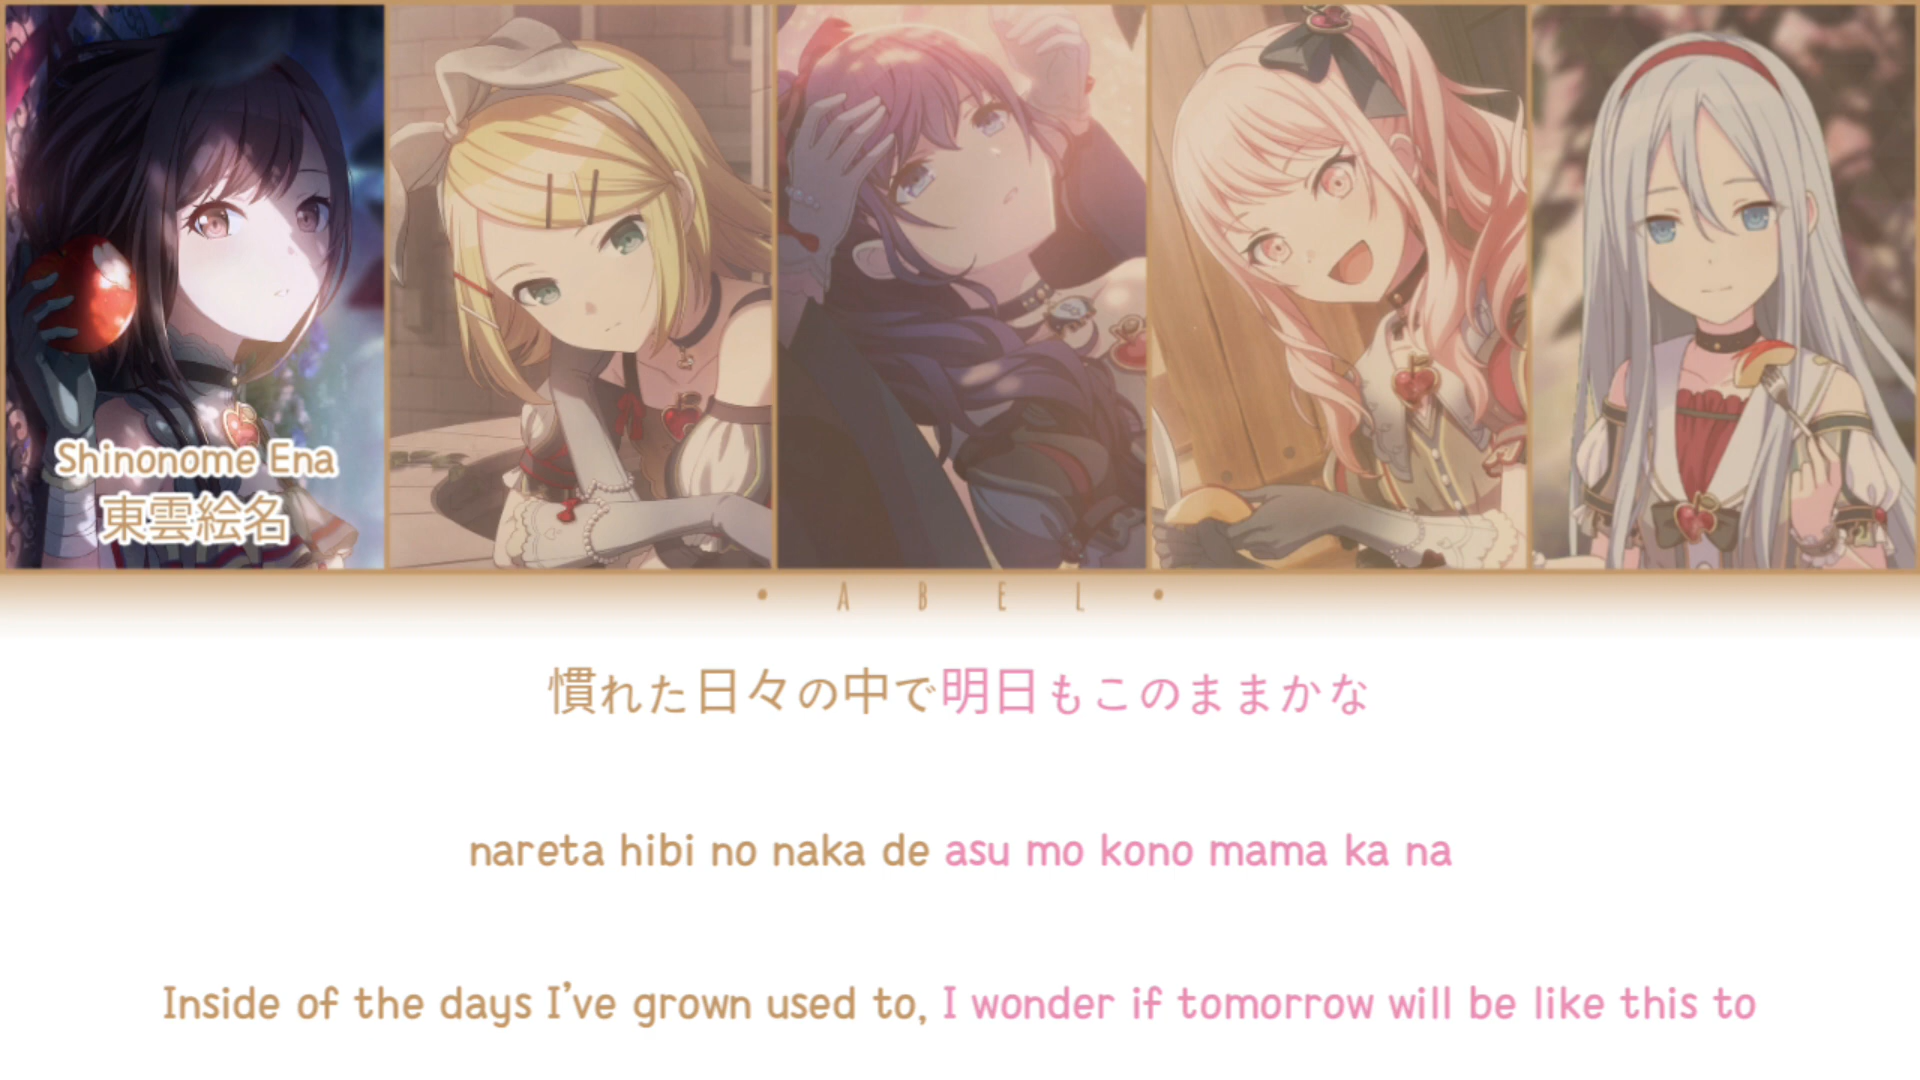 Shinonome Ena
東雲絵名
• A B E L •
慣れた日々の中で明日もこのままかな
nareta hibi no naka de asu mo kono mama ka na
Inside of the days I've grown used to, I wonder if tomorrow will be like this to